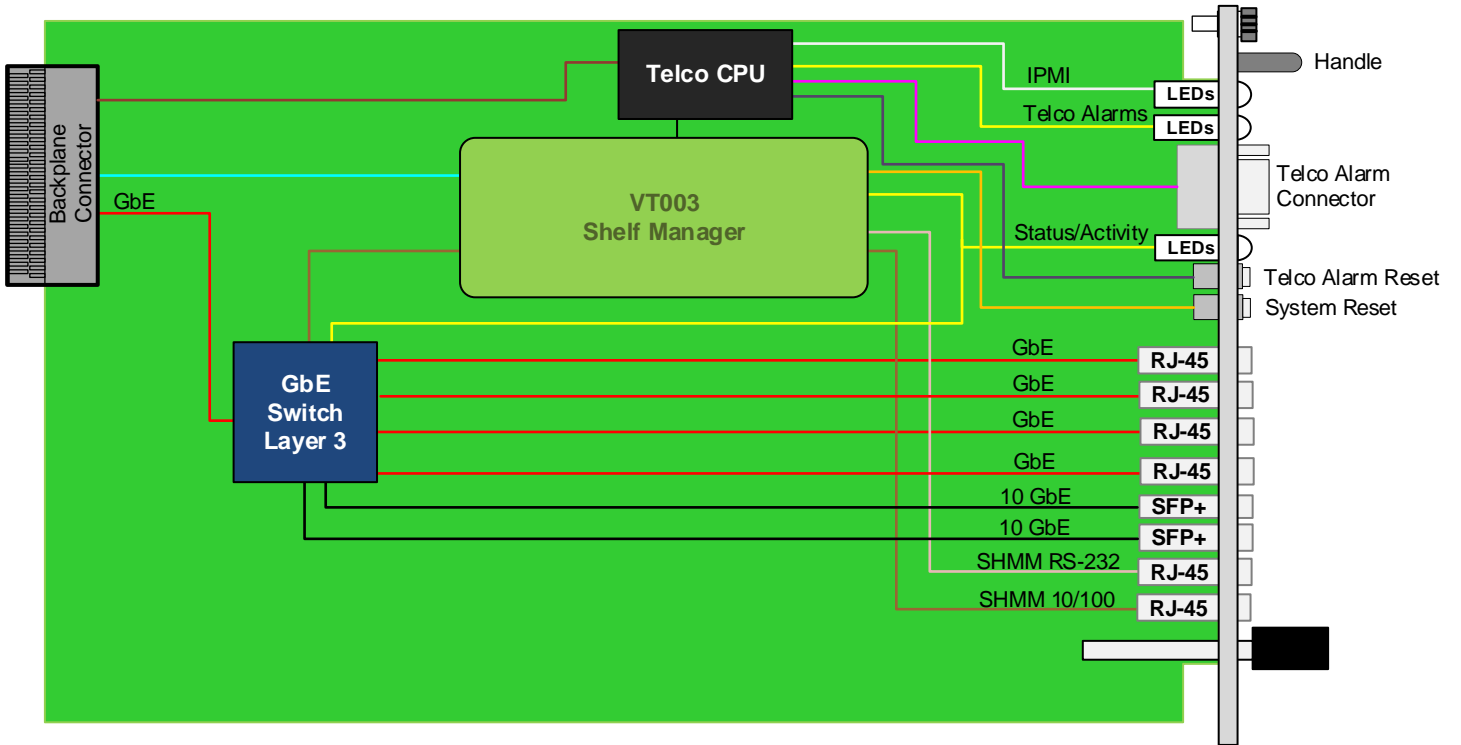 Telco CPU
Handle
IPMI
LEDs
Telco Alarms
LEDs
Backplane
Connector
GbE
VT003
Shelf Manager
Telco Alarm
Connector
Status/Activity
LEDs
Telco Alarm Reset
System Reset
GbE
Switch
Layer 3
GbE
RJ-45
GbE
RJ-45
GbE
RJ-45
GbE
RJ-45
10 GbE
SFP+
10 GbE
SFP+
SHMM RS-232
RJ-45
SHMM 10/100
RJ-45